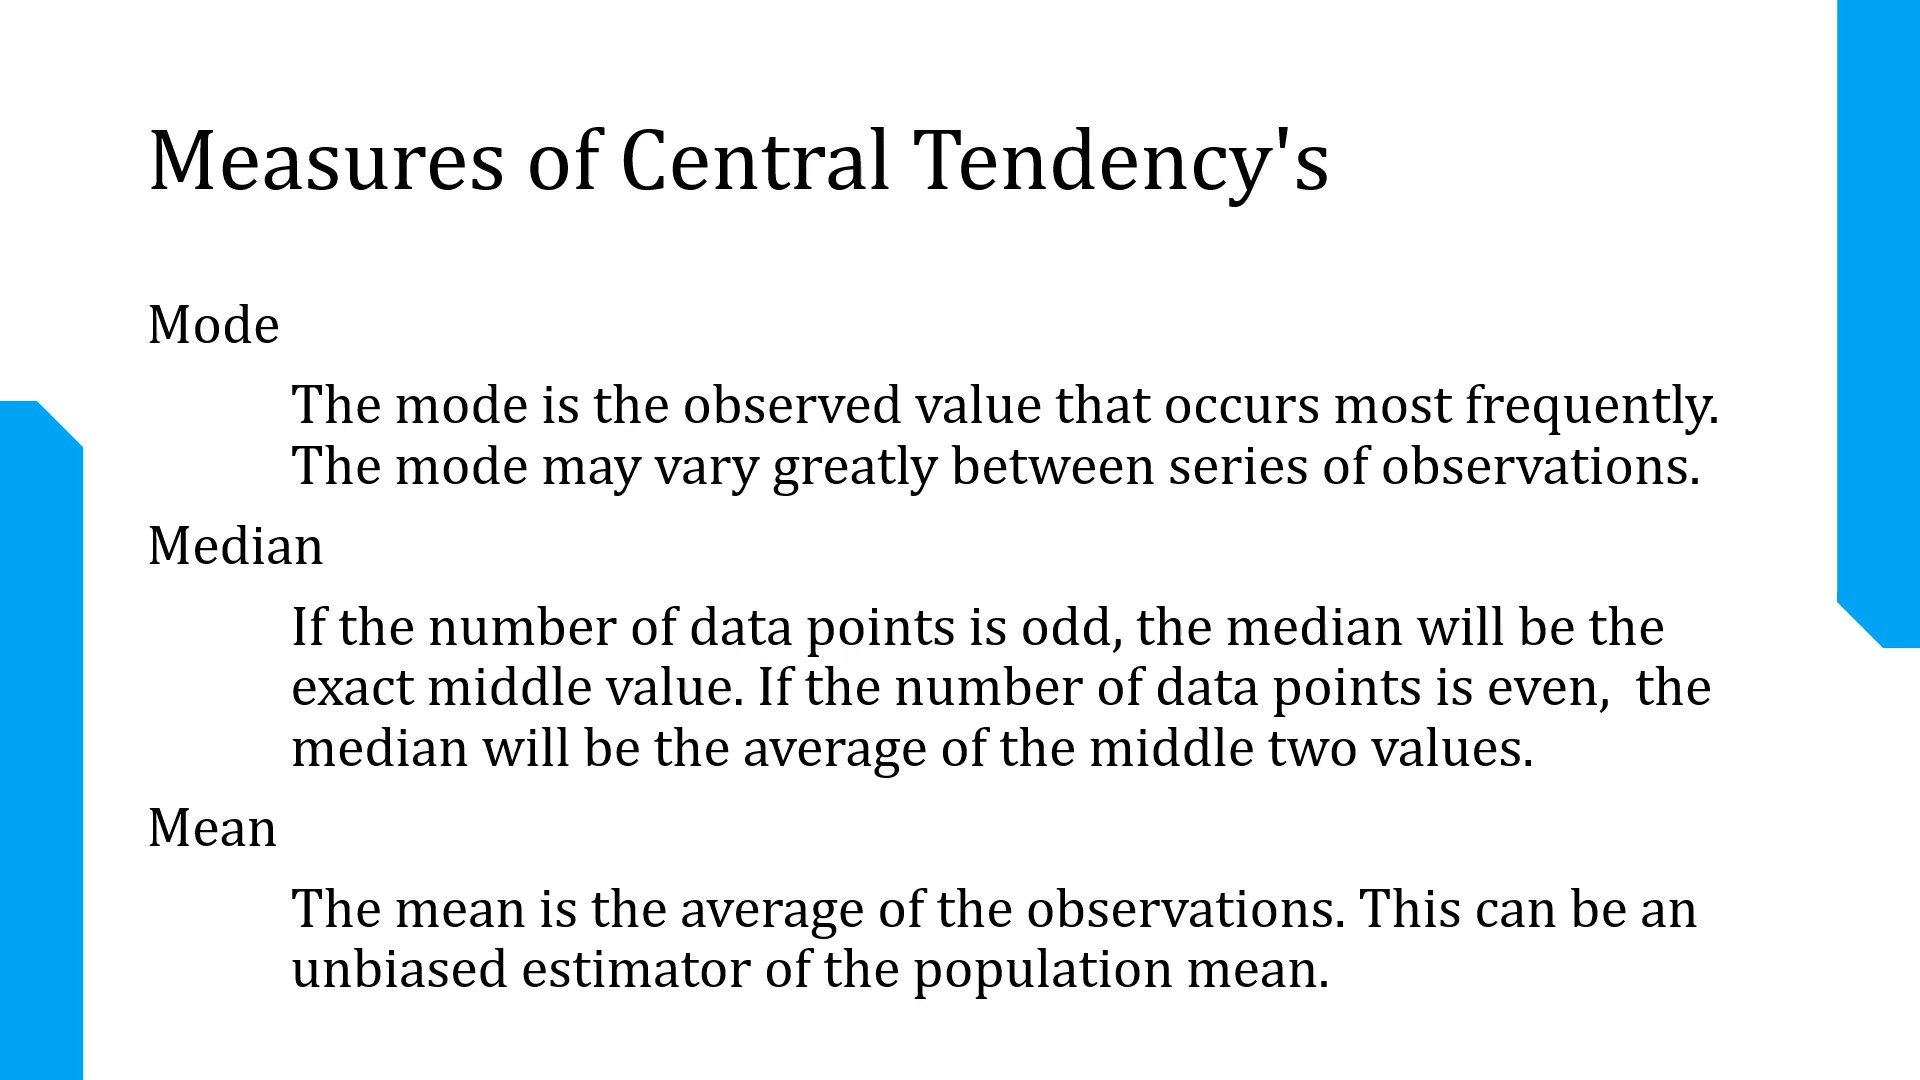 Measures of Central Tendency's
Mode
The mode is the observed value that occurs most frequently.
The mode may vary greatly between series of observations.
Median
If the number of data points is odd, the median will be the
exact middle value. If the number of data points is even,  the
median will be the average of the middle two values.
Mean
The mean is the average of the observations. This can be an
unbiased estimator of the population mean.